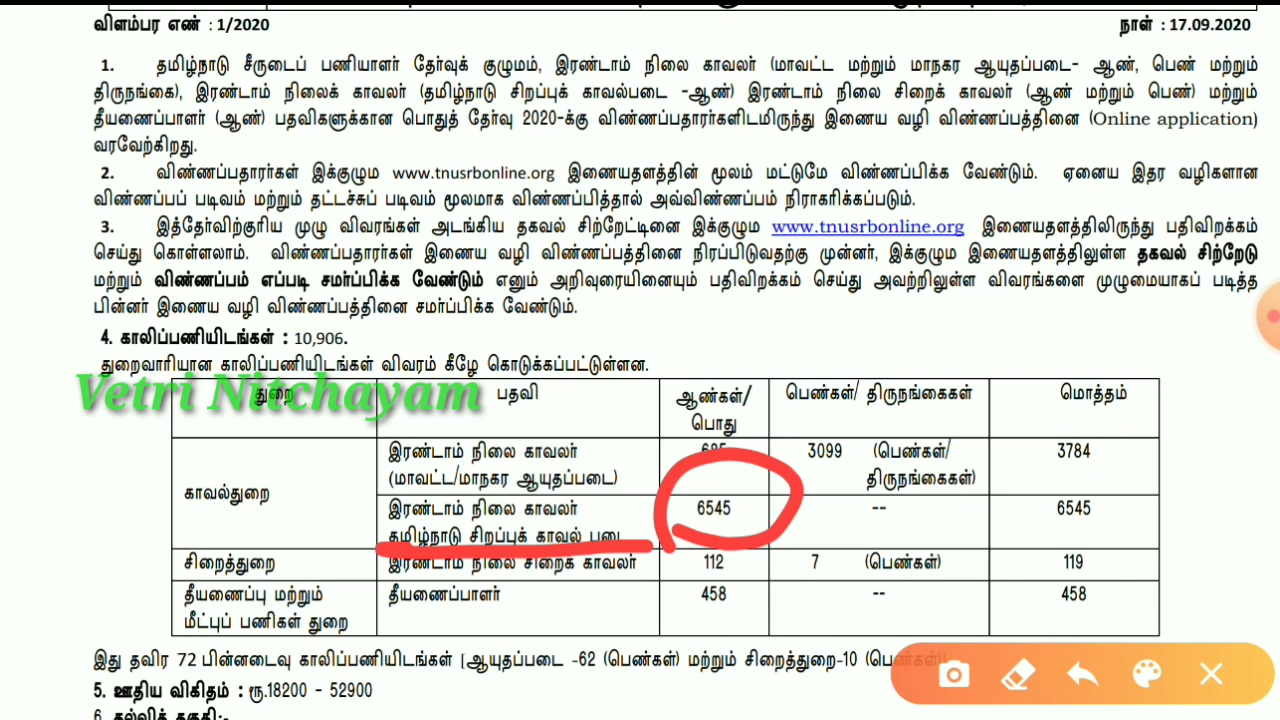 விளம்பர எண் : 1/2020 நாள் : 17.09.2020
1. தமிழ்நாடு சீருடைப் பணியாளர் தேர்வுக் குழுமம், இரண்டாம் நிலை காவலர் (மாவட்ட மற்றும் மாநகர ஆயுதப்படை- ஆண், பெண் மற்றும்
திருநங்கை), இரண்டாம் நிலைக் காவலர் (தமிழ்நாடு சிறப்புக் காவல்படை -ஆண்) இரண்டாம் நிலை சிறைக் காவலர் (ஆண் மற்றும் பெண்) மற்றும்
தீயணைப்பாளர் (ஆண்) பதவிகளுக்கான பொதுத் தேர்வு 2020-க்கு விண்ணப்பதாரர்களிடமிருந்து இணைய வழி விண்ணப்பத்தினை (Online application)
வரவேற்கிறது.
2. விண்ணப்பதாரர்கள் இக்குழும www.tnusrbonline.org இணையதளத்தின் மூலம் மட்டுமே விண்ணப்பிக்க வேண்டும். ஏனைய இதர வழிகளான
விண்ணப்பப் படிவம் மற்றும் தட்டச்சுப் படிவம் மூலமாக விண்ணப்பித்தால் அவ்விண்ணப்பம் நிராகரிக்கப்படும்.
3. இத்தேர்விற்குரிய முழு விவரங்கள் அடங்கிய தகவல் சிற்றேட்டினை இக்குழும www.tnusrbonline.org இணையதளத்திலிருந்து பதிவிறக்கம்
செய்து கொள்ளலாம். விண்ணப்பதாரர்கள் இணைய வழி விண்ணப்பத்தினை நிரப்பிடுவதற்கு முன்னர், இக்குழும இணையதளத்திலுள்ள தகவல் சிற்றேடு
மற்றும் விண்ணப்பம் எப்படி சமர்ப்பிக்க வேண்டும் எனும் அறிவுரையினையும் பதிவிறக்கம் செய்து அவற்றிலுள்ள விவரங்களை முழுமையாகப் படித்த
பின்னர் இணைய வழி விண்ணப்பத்தினை சமர்ப்பிக்க வேண்டும்.
4. காலிப்பணியிடங்கள் : 10,906.
துறைவாரியான காலிப்பணியிடங்கள் விவரம் கீழே கொடுக்கப்பட்டுள்ளன.
Vetri Nitchayam
துறை பதவி ஆண்கள்/ பெண்கள்/ திருநங்கைகள் மொத்தம்
பொது
இரண்டாம் நிலை காவலர் 685 3099 (பெண்கள்/ 3784
(மாவட்ட/மாநகர ஆயுதப்படை) திருநங்கைகள்)
காவல்துறை
இரண்டாம் நிலை காவலர் 6545 -- 6545
தமிழ்நாடு சிறப்புக் காவல் படை
சிறைத்துறை இரண்டாம் நிலை சிறைக் காவலர் 112 7 (பெண்கள்) 119
தீயணைப்பு மற்றும் தீயணைப்பாளர் 458 -- 458
மீட்புப் பணிகள் துறை
இது தவிர 72 பின்னடைவு காலிப்பணியிடங்கள் [ஆயுதப்படை -62 (பெண்கள்) மற்றும் சிறைத்துறை-10 (பெண்கள்)]
5. ஊதிய விகிதம் : ரூ.18200 - 52900
6. கல்வித் தகுதி:-